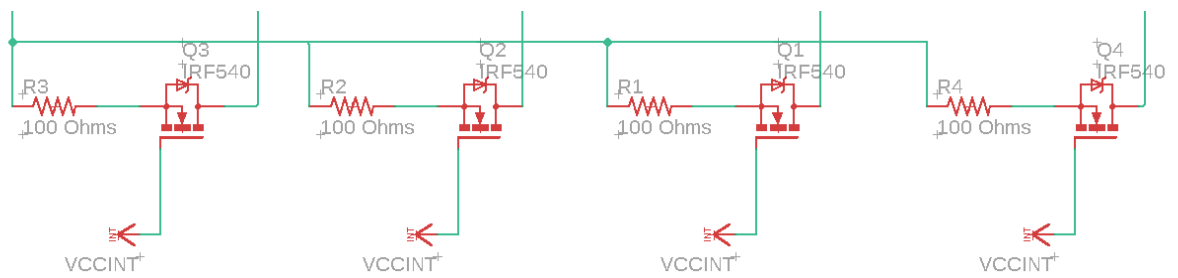 Q3
IRF540
R3
100 Ohms
INT
VCCINT
Q2
IRF540
R2
100 Ohms
INT
VCCINT
Q1
IRF540
R1
100 Ohms
INT
VCCINT
Q4
IRF540
R4
100 Ohms
INT
VCCINT